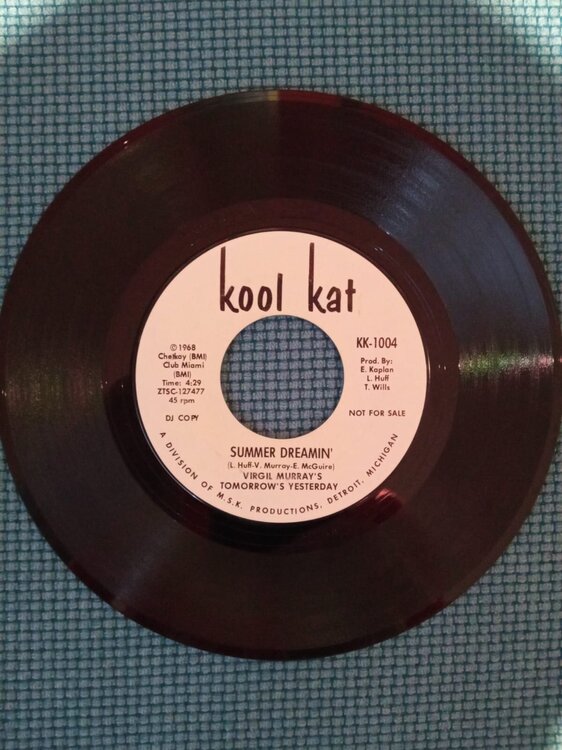 kool kat
©1968
Chetkay (BMI)
Club Miami
(BMI)
Time: 4:29
ZTSC-127477
45 rpm
DJ COPY
KK-1004
Prod. By:
E. Kaplan
L. Huff
T. Wills
NOT FOR SALE
SUMMER DREAMIN'
(L. Huff-V. Murray-E. McGuire)
VIRGIL MURRAY'S
TOMORROW'S YESTERDAY
A DIVISION OF M.S.K. PRODUCTIONS, DETROIT, MICHIGAN